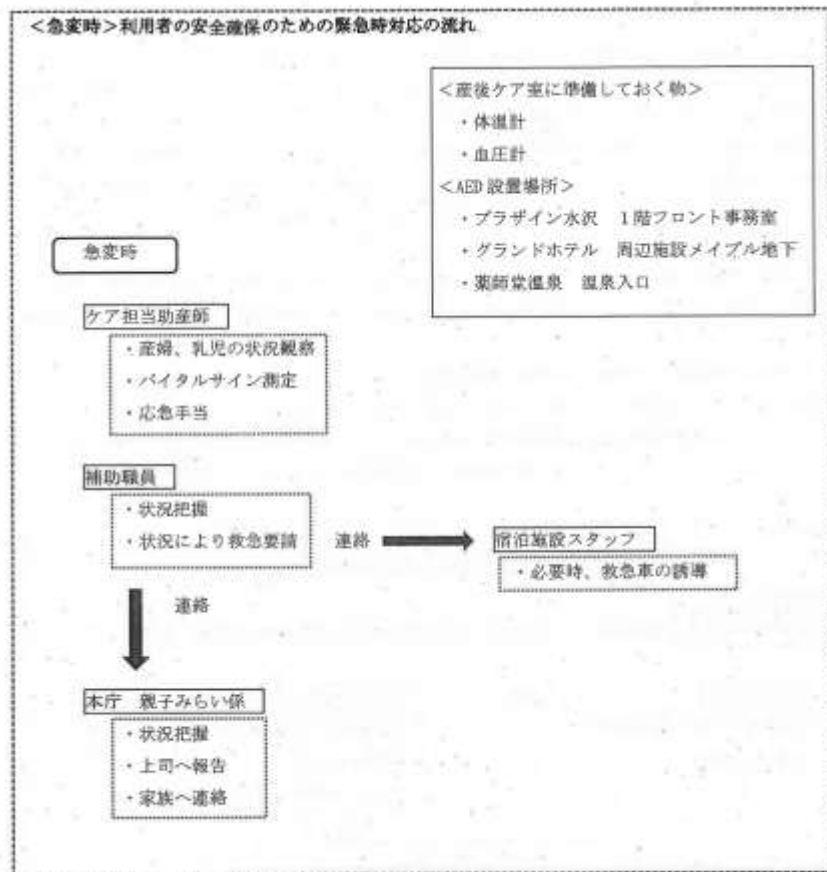 ＜急変時＞利用者の安全確保のための緊急時対応の流れ
＜産後ケア室に準備しておく物＞
・体温計
・血圧計
＜AED 設置場所＞
・プラザイン水沢　１階フロント事務室
・グランドホテル　周辺施設メイプル地下
・薬師堂温泉　温泉入口
急変時
ケア担当助産師
・産婦、乳児の状況観察
・バイタルサイン測定
・応急手当
補助職員
・状況把握
・状況により救急要請
連絡
宿泊施設スタッフ
・必要時、救急車の誘導
連絡
本庁　親子みらい係
・状況把握
・上司へ報告
・家族へ連絡